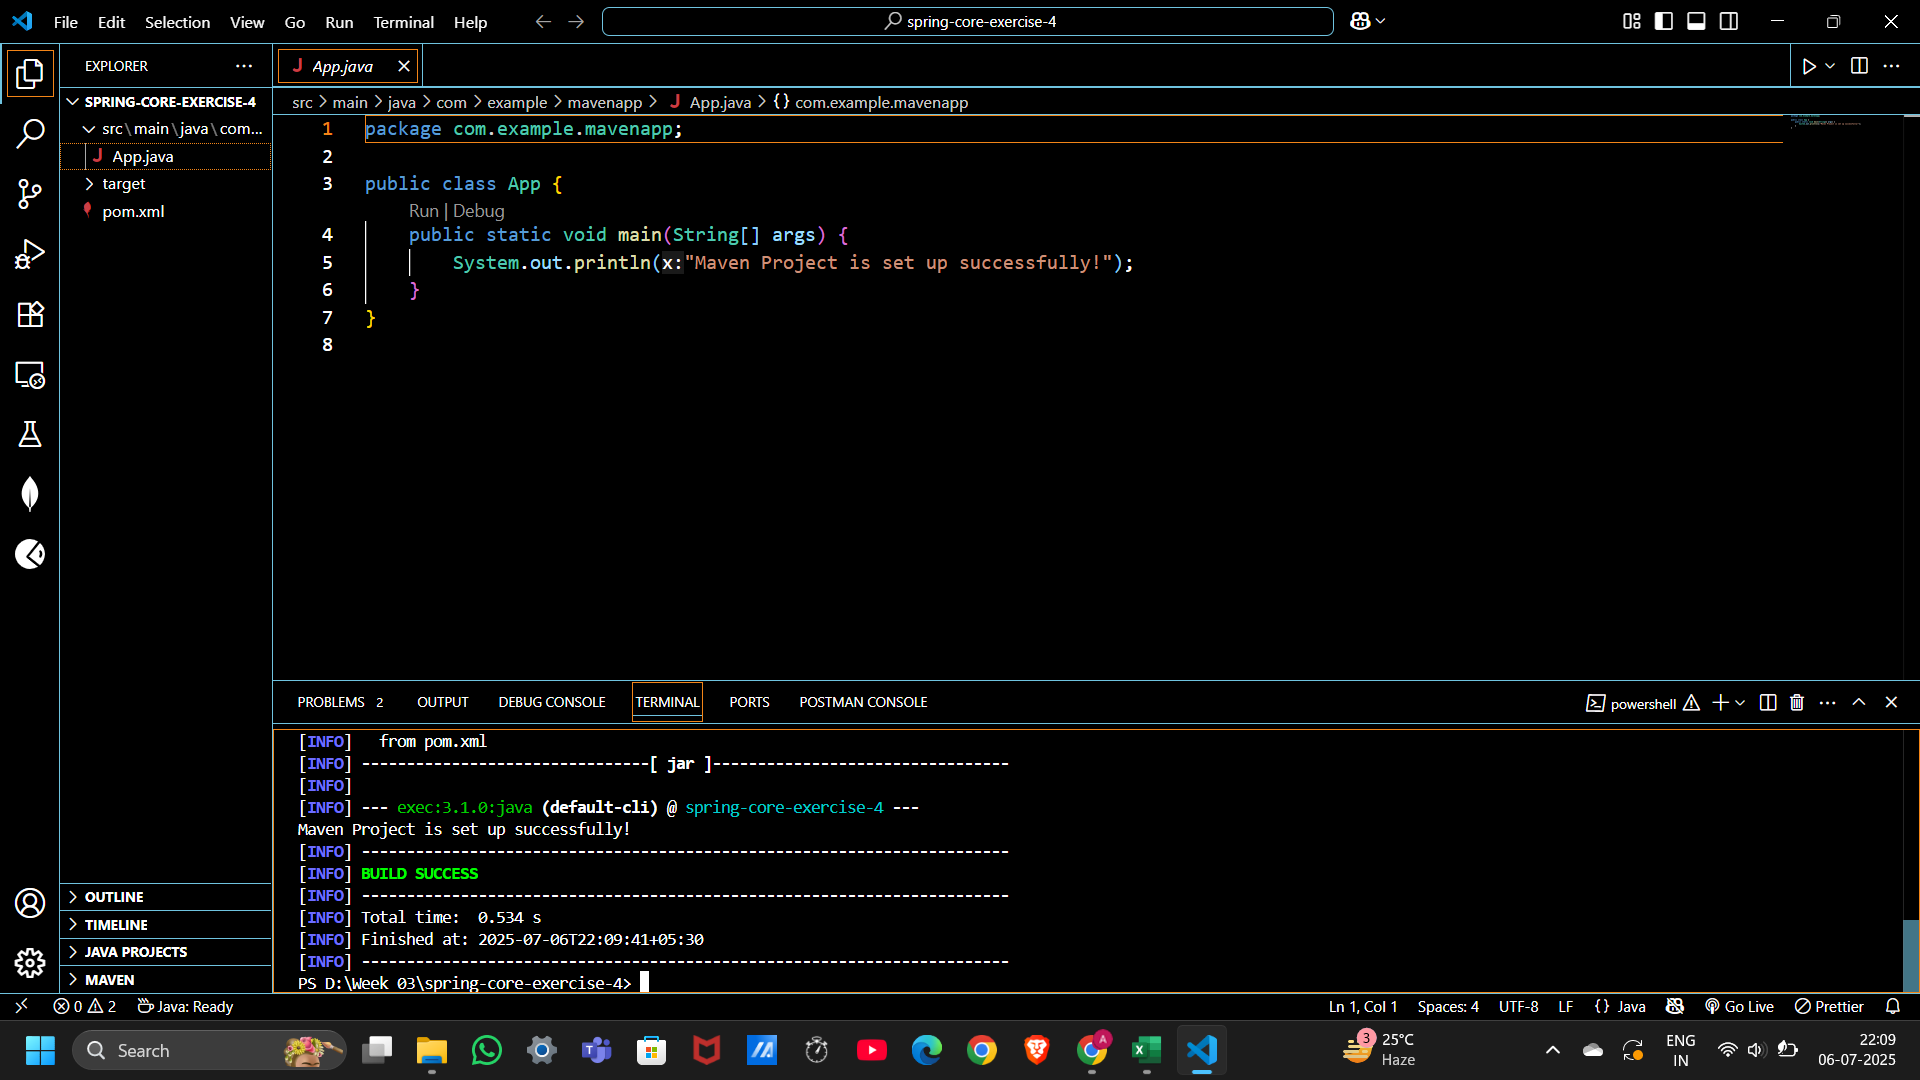 File Edit Selection View Go Run Terminal Help
spring-core-exercise-4
EXPLORER
App.java
SPRING-CORE-EXERCISE-4
src > main > java > com > example > mavenapp > App.java > {} com.example.mavenapp
src\main\java\com...
App.java
target
pom.xml
1 package com.example.mavenapp;
2
3 public class App {
Run | Debug
4 public static void main(String[] args) {
5 System.out.println(x:"Maven Project is set up successfully!");
6 }
7 }
8
PROBLEMS 2 OUTPUT DEBUG CONSOLE TERMINAL PORTS POSTMAN CONSOLE
powershell
[INFO] from pom.xml
[INFO] --------------------------------[ jar ]---------------------------------
[INFO]
[INFO] --- exec:3.1.0:java (default-cli) @ spring-core-exercise-4 ---
Maven Project is set up successfully!
[INFO] ------------------------------------------------------------------------
[INFO] BUILD SUCCESS
[INFO] ------------------------------------------------------------------------
[INFO] Total time:  0.534 s
[INFO] Finished at: 2025-07-06T22:09:41+05:30
[INFO] ------------------------------------------------------------------------
PS D:\Week 03\spring-core-exercise-4>
OUTLINE
TIMELINE
JAVA PROJECTS
MAVEN
0 2 Java: Ready
Ln 1, Col 1 Spaces: 4 UTF-8 LF {} Java Go Live Prettier
Search
3
25°C
Haze
A
ENG
IN
22:09
06-07-2025